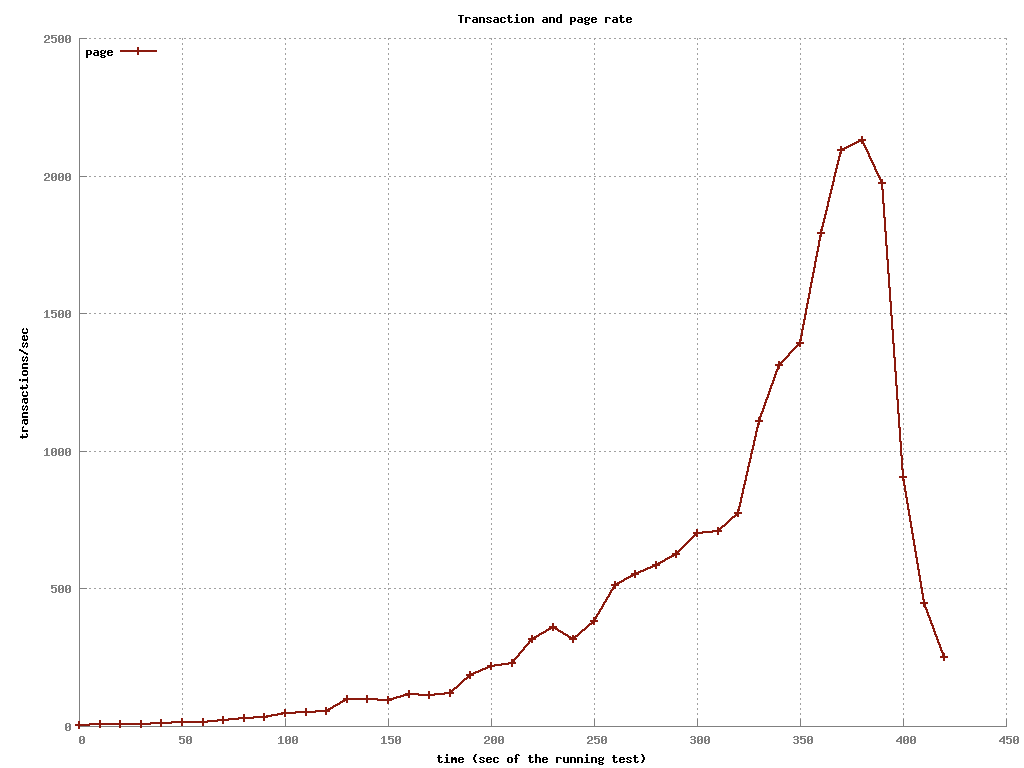 Transaction and page rate
page
2500
2000
1500
1000
500
0
transactions/sec
0 50 100 150 200 250 300 350 400 450
time (sec of the running test)